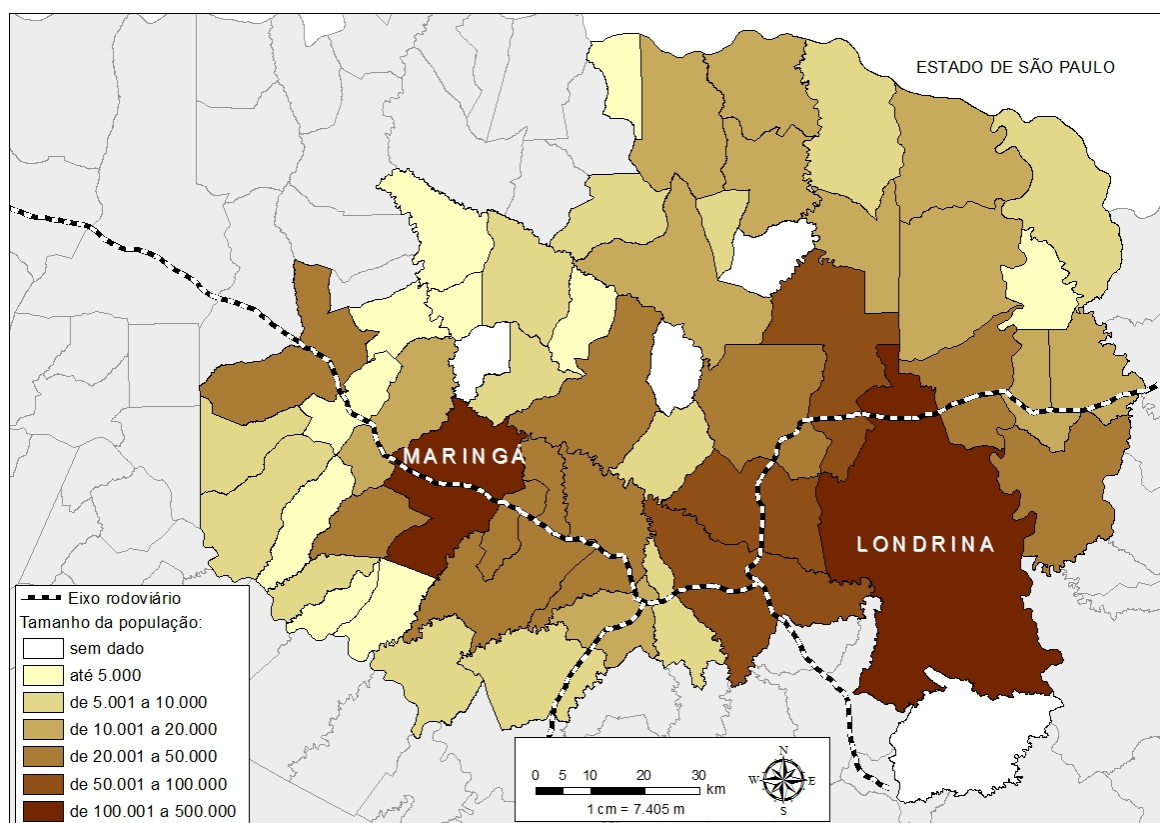 ESTADO DE SÃO PAULO
MARINGÁ
LONDRINA
Eixo rodoviário
Tamanho da população:
sem dado
até 5.000
de 5.001 a 10.000
de 10.001 a 20.000
de 20.001 a 50.000
de 50.001 a 100.000
de 100.001 a 500.000
0 5 10 20 30
km
1 cm = 7.405 m
N
W E
S